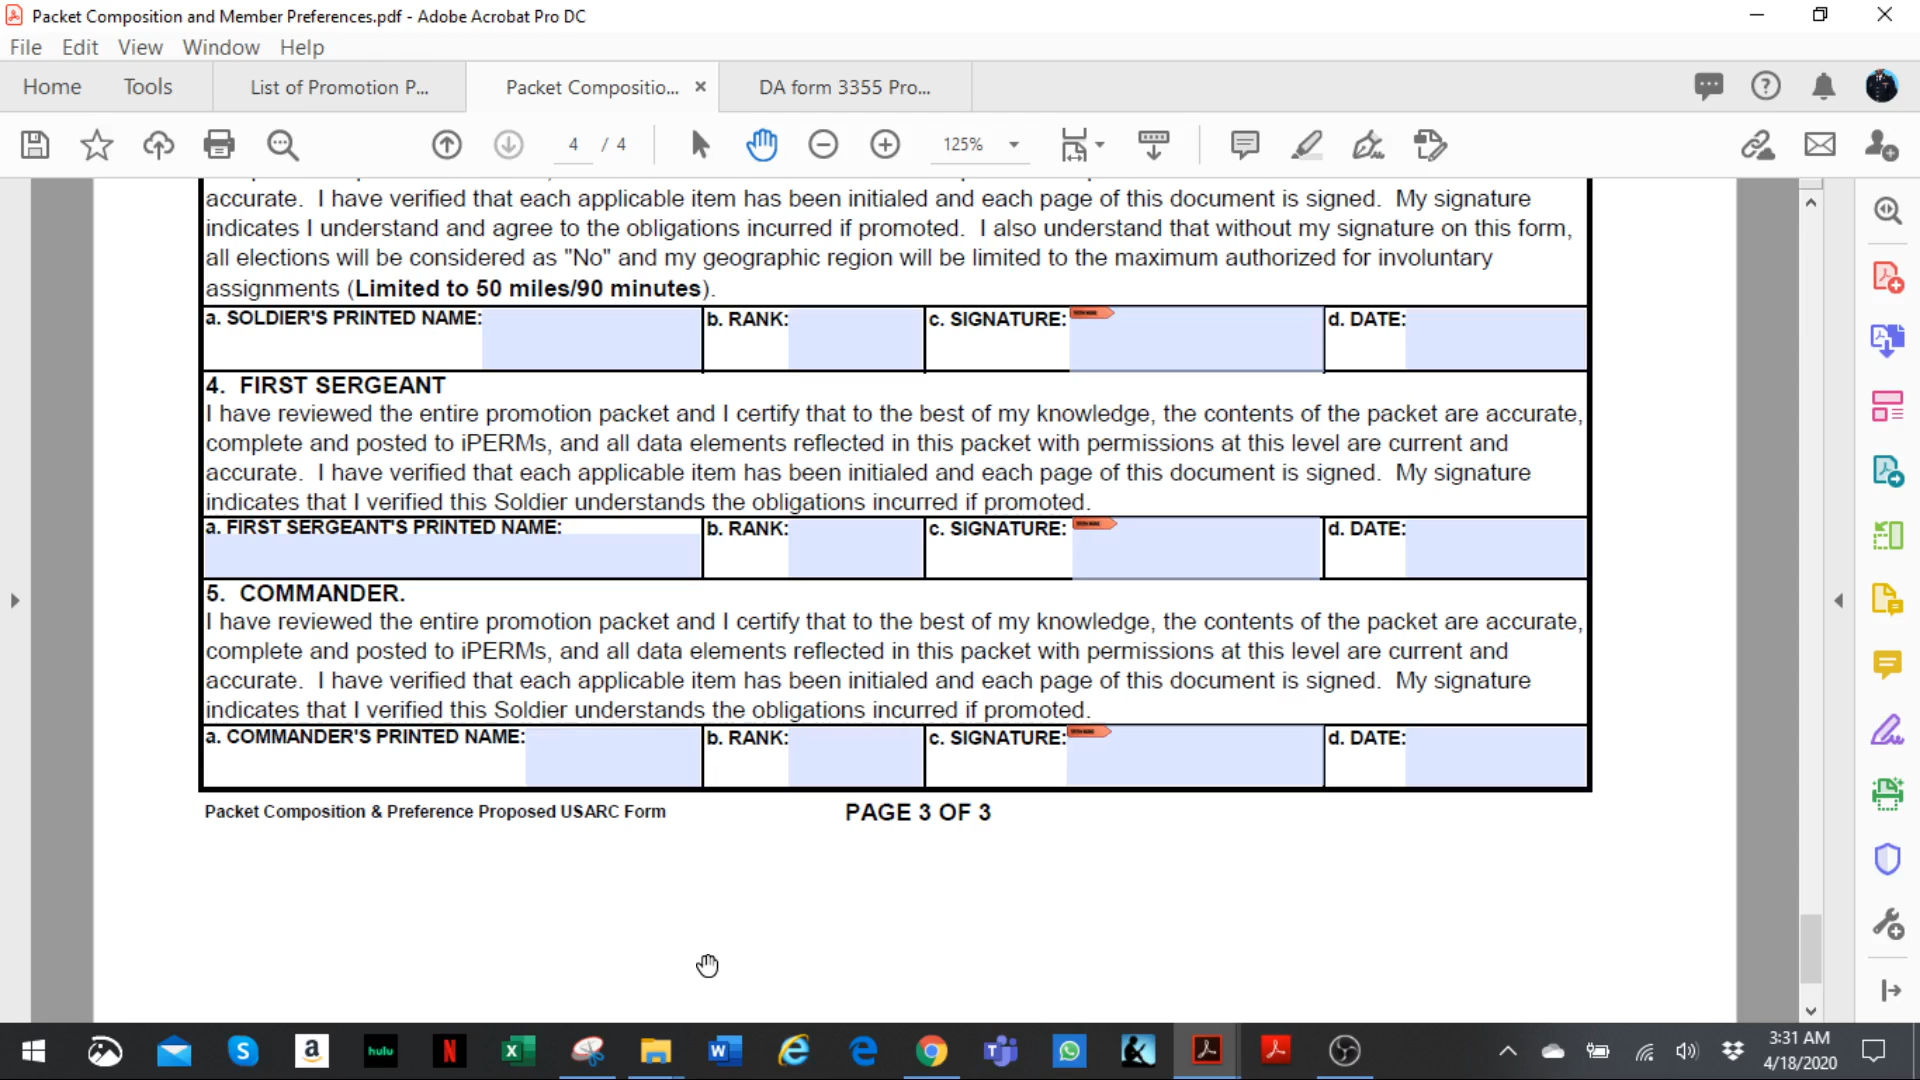 Packet Composition and Member Preferences.pdf - Adobe Acrobat Pro DC
File Edit View Window Help
Home Tools List of Promotion P... Packet Compositio... × DA form 3355 Pro...
4 / 4 125%
accurate. I have verified that each applicable item has been initialed and each page of this document is signed. My signature
indicates I understand and agree to the obligations incurred if promoted. I also understand that without my signature on this form,
all elections will be considered as "No" and my geographic region will be limited to the maximum authorized for involuntary
assignments (Limited to 50 miles/90 minutes).
a. SOLDIER'S PRINTED NAME: b. RANK: c. SIGNATURE: d. DATE:
4. FIRST SERGEANT
I have reviewed the entire promotion packet and I certify that to the best of my knowledge, the contents of the packet are accurate,
complete and posted to iPERMs, and all data elements reflected in this packet with permissions at this level are current and
accurate. I have verified that each applicable item has been initialed and each page of this document is signed. My signature
indicates that I verified this Soldier understands the obligations incurred if promoted.
a. FIRST SERGEANT'S PRINTED NAME: b. RANK: c. SIGNATURE: d. DATE:
5. COMMANDER.
I have reviewed the entire promotion packet and I certify that to the best of my knowledge, the contents of the packet are accurate,
complete and posted to iPERMs, and all data elements reflected in this packet with permissions at this level are current and
accurate. I have verified that each applicable item has been initialed and each page of this document is signed. My signature
indicates that I verified this Soldier understands the obligations incurred if promoted.
a. COMMANDER'S PRINTED NAME: b. RANK: c. SIGNATURE: d. DATE:
Packet Composition & Preference Proposed USARC Form PAGE 3 OF 3
hulu
3:31 AM
4/18/2020